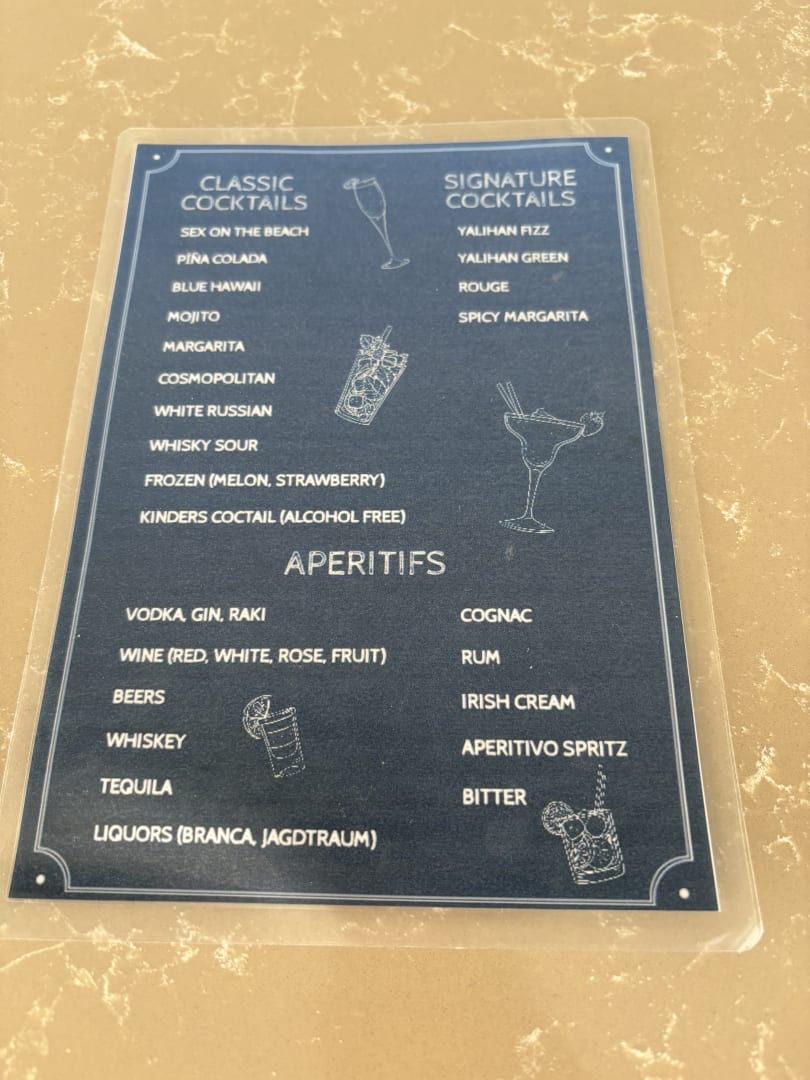 CLASSIC
COCKTAILS
SEX ON THE BEACH
PİÑA COLADA
BLUE HAWAII
MOJITO
MARGARITA
COSMOPOLITAN
WHITE RUSSIAN
WHISKY SOUR
FROZEN (MELON, STRAWBERRY)
KINDERS COCTAIL (ALCOHOL FREE)
SIGNATURE
COCKTAILS
YALIHAN FIZZ
YALIHAN GREEN
ROUGE
SPICY MARGARITA
APERITIFS
VODKA, GIN, RAKI
WINE (RED, WHITE, ROSE, FRUIT)
BEERS
WHISKEY
TEQUILA
LIQUORS (BRANCA, JAGDTRAUM)
COGNAC
RUM
IRISH CREAM
APERITIVO SPRITZ
BITTER